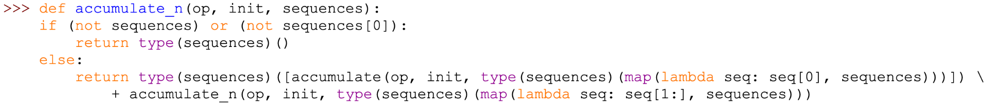 >>> def accumulate_n(op, init, sequences):
    if (not sequences) or (not sequences[0]):
        return type(sequences)()
    else:
        return type(sequences)([accumulate(op, init, type(sequences)(map(lambda seq: seq[0], sequences)))]) \
            + accumulate_n(op, init, type(sequences)(map(lambda seq: seq[1:], sequences)))